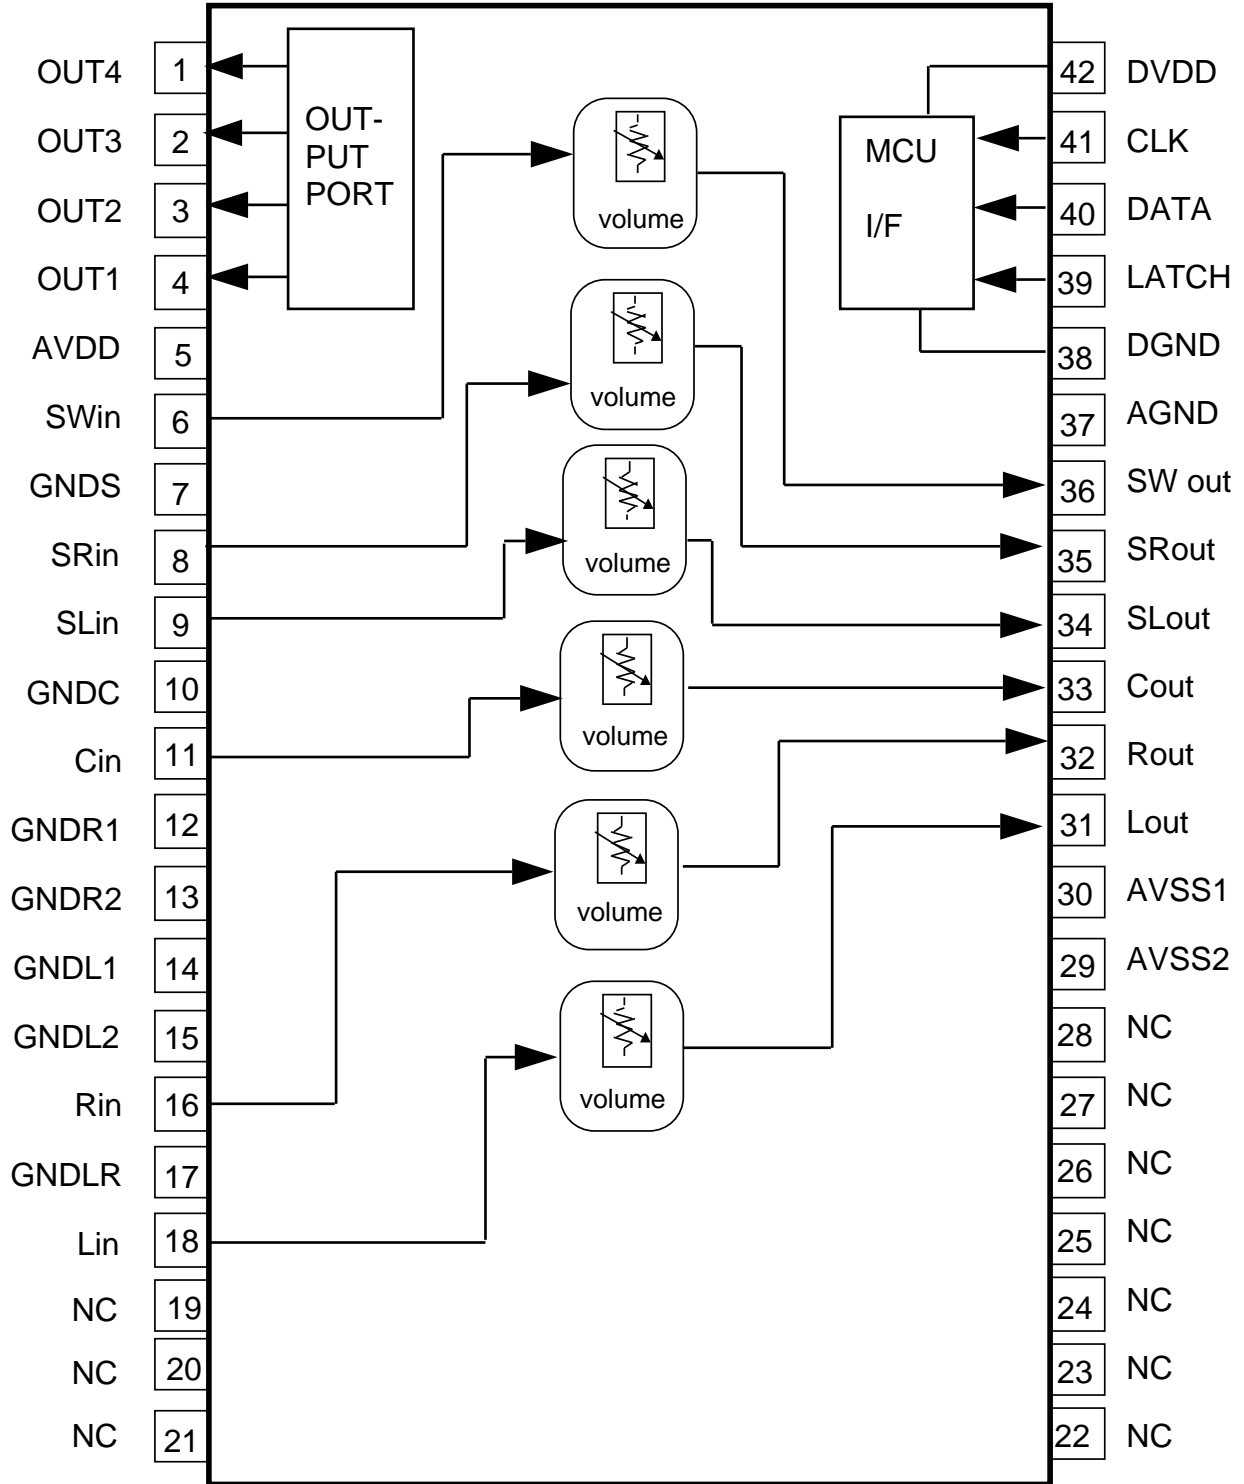 OUT4 1
OUT3 2
OUT2 3
OUT1 4
AVDD 5
SWin 6
GNDS 7
SRin 8
SLin 9
GNDC 10
Cin 11
GNDR1 12
GNDR2 13
GNDL1 14
GNDL2 15
Rin 16
GNDLR 17
Lin 18
NC 19
NC 20
NC 21
OUT-
PUT
PORT
volume
volume
volume
volume
volume
volume
MCU
I/F
42 DVDD
41 CLK
40 DATA
39 LATCH
38 DGND
37 AGND
36 SW out
35 SRout
34 SLout
33 Cout
32 Rout
31 Lout
30 AVSS1
29 AVSS2
28 NC
27 NC
26 NC
25 NC
24 NC
23 NC
22 NC